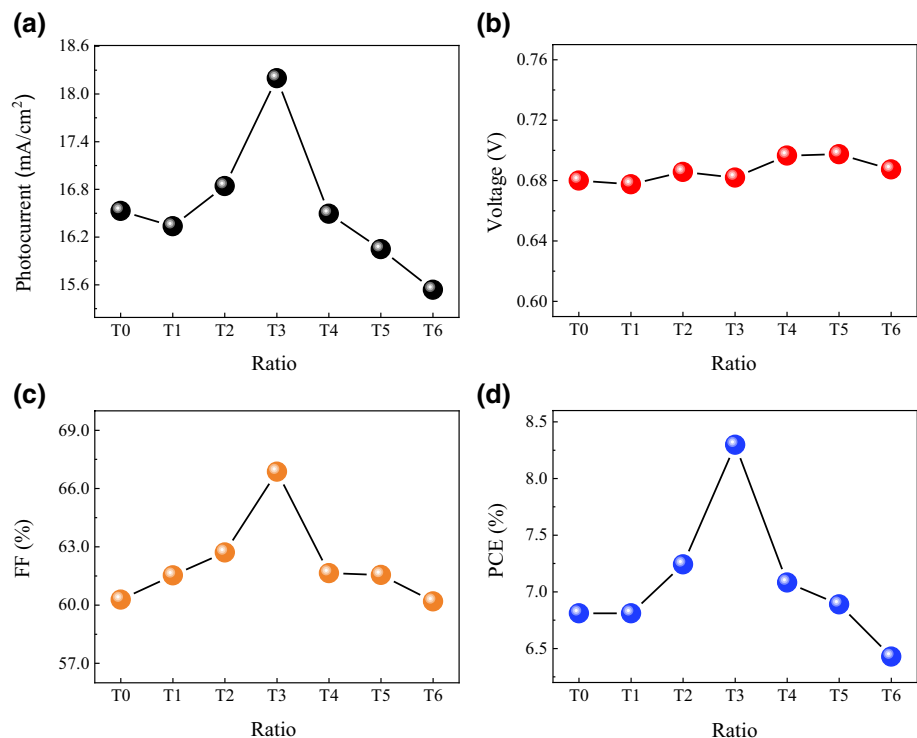 (a)
18.6
18.0
17.4
16.8
16.2
15.6
Photocurrent (mA/cm²)
T0 T1 T2 T3 T4 T5 T6
Ratio
(b)
0.76
0.72
0.68
0.64
0.60
Voltage (V)
T0 T1 T2 T3 T4 T5 T6
Ratio
(c)
69.0
66.0
63.0
60.0
57.0
FF (%)
T0 T1 T2 T3 T4 T5 T6
Ratio
(d)
8.5
8.0
7.5
7.0
6.5
PCE (%)
T0 T1 T2 T3 T4 T5 T6
Ratio